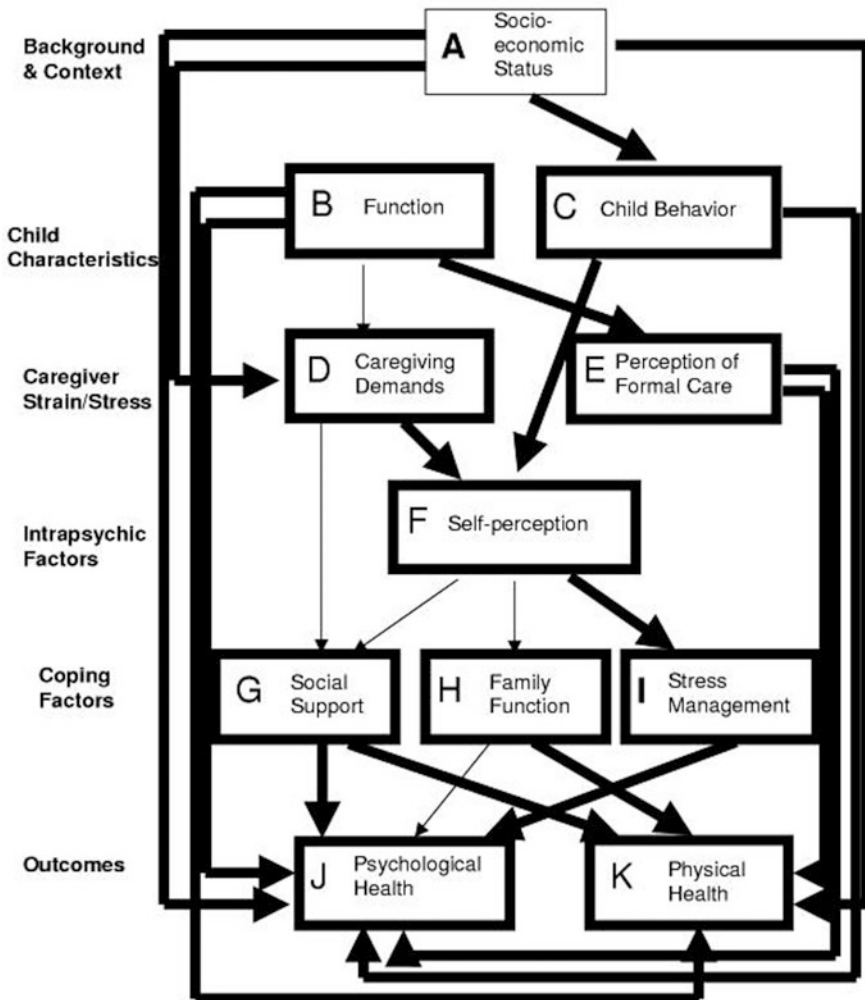 Background
& Context
A
Socio-
economic
Status
Child
Characteristics
B Function
C Child Behavior
Caregiver
Strain/Stress
D Caregiving
Demands
E Perception of
Formal Care
Intrapsychic
Factors
F Self-perception
Coping
Factors
G Social
Support
H Family
Function
I Stress
Management
Outcomes
J Psychological
Health
K Physical
Health